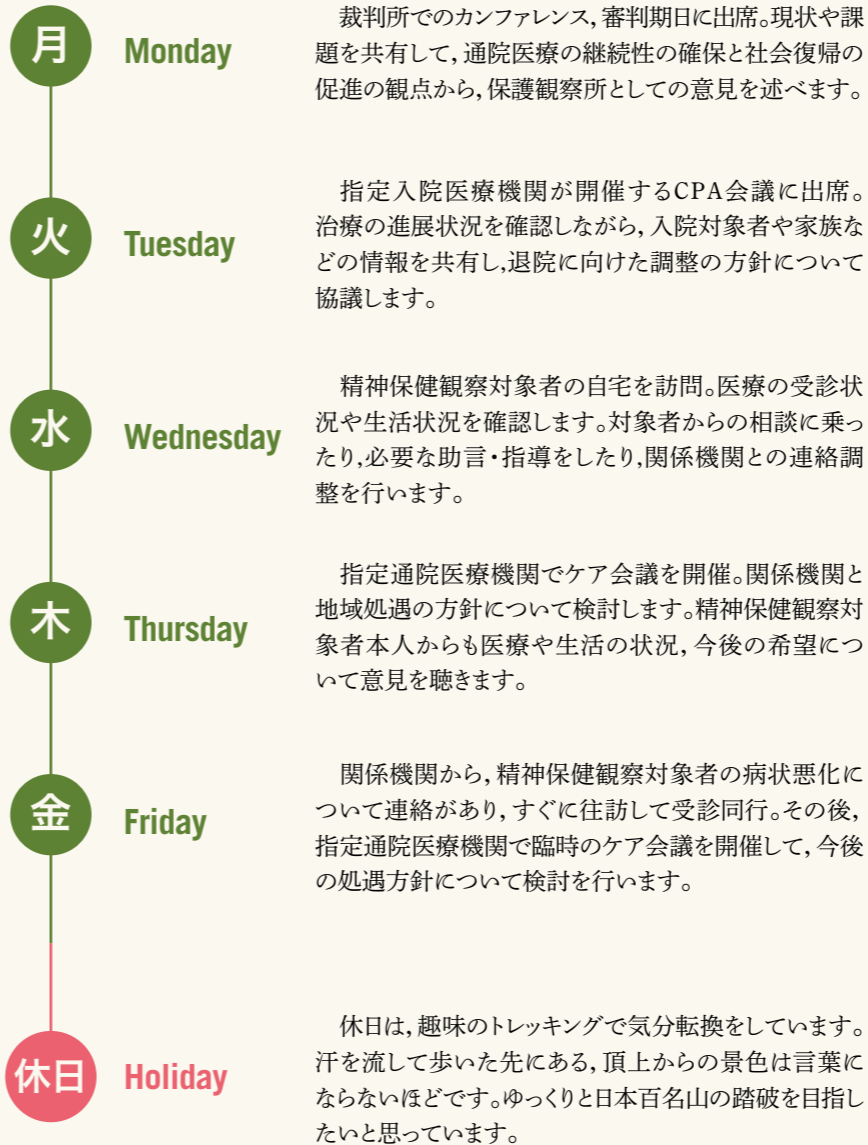 月
Monday
裁判所でのカンファレンス，審判期日に出席。現状や課
題を共有して，通院医療の継続性の確保と社会復帰の
促進の観点から，保護観察所としての意見を述べます。
火
Tuesday
指定入院医療機関が開催するCPA会議に出席。
治療の進展状況を確認しながら，入院対象者や家族な
どの情報を共有し，退院に向けた調整の方針について
協議します。
水
Wednesday
精神保健観察対象者の自宅を訪問。医療の受診状
況や生活状況を確認します。対象者からの相談に乗っ
たり，必要な助言・指導をしたり，関係機関との連絡調
整を行います。
木
Thursday
指定通院医療機関でケア会議を開催。関係機関と
地域処遇の方針について検討します。精神保健観察対
象者本人からも医療や生活の状況，今後の希望につ
いて意見を聴きます。
金
Friday
関係機関から，精神保健観察対象者の病状悪化に
ついて連絡があり，すぐに往訪して受診同行。その後，
指定通院医療機関で臨時のケア会議を開催して，今後
の処遇方針について検討を行います。
休日
Holiday
休日は，趣味のトレッキングで気分転換をしています。
汗を流して歩いた先にある，頂上からの景色は言葉に
ならないほどです。ゆっくりと日本百名山の踏破を目指し
たいと思っています。